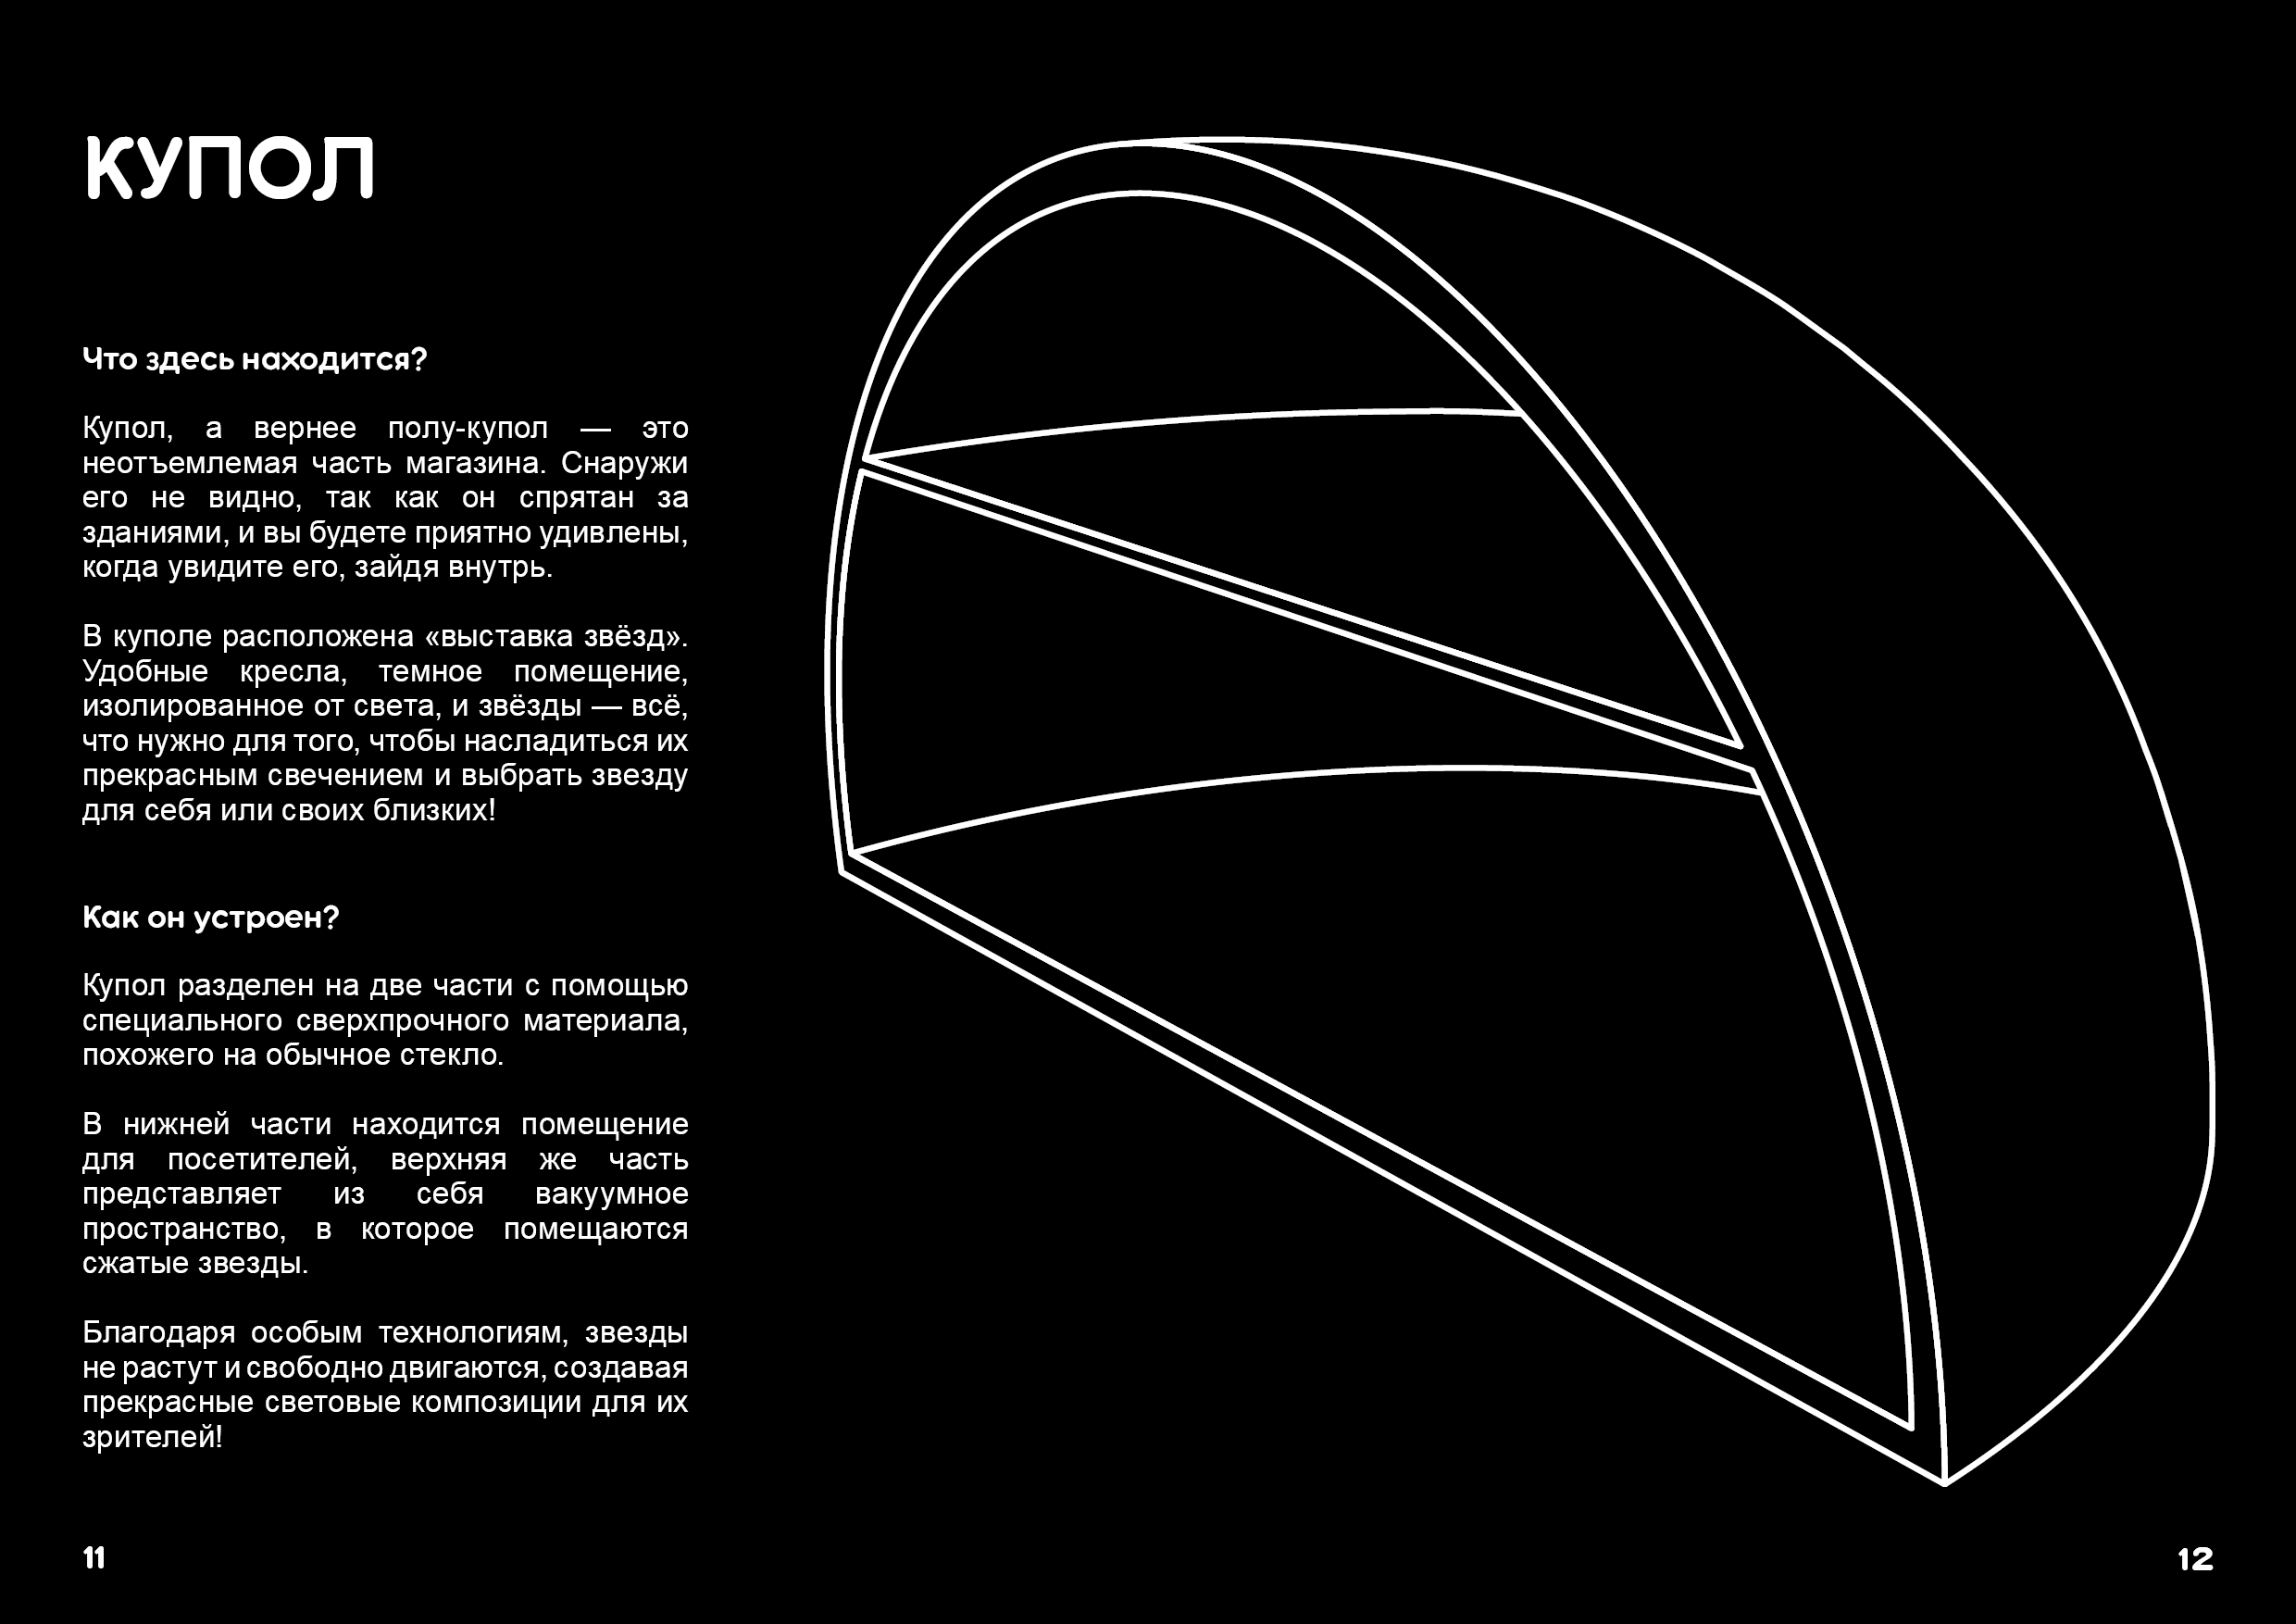 КУПОЛ
Что здесь находится?
Купол, а вернее полу-купол — это
неотъемлемая часть магазина. Снаружи
его не видно, так как он спрятан за
зданиями, и вы будете приятно удивлены,
когда увидите его, зайдя внутрь.
В куполе расположена «выставка звёзд».
Удобные кресла, темное помещение,
изолированное от света, и звёзды — всё,
что нужно для того, чтобы насладиться их
прекрасным свечением и выбрать звезду
для себя или своих близких!
Как он устроен?
Купол разделен на две части с помощью
специального сверхпрочного материала,
похожего на обычное стекло.
В нижней части находится помещение
для посетителей, верхняя же часть
представляет из себя вакуумное
пространство, в которое помещаются
сжатые звезды.
Благодаря особым технологиям, звезды
не растут и свободно двигаются, создавая
прекрасные световые композиции для их
зрителей!
11
12